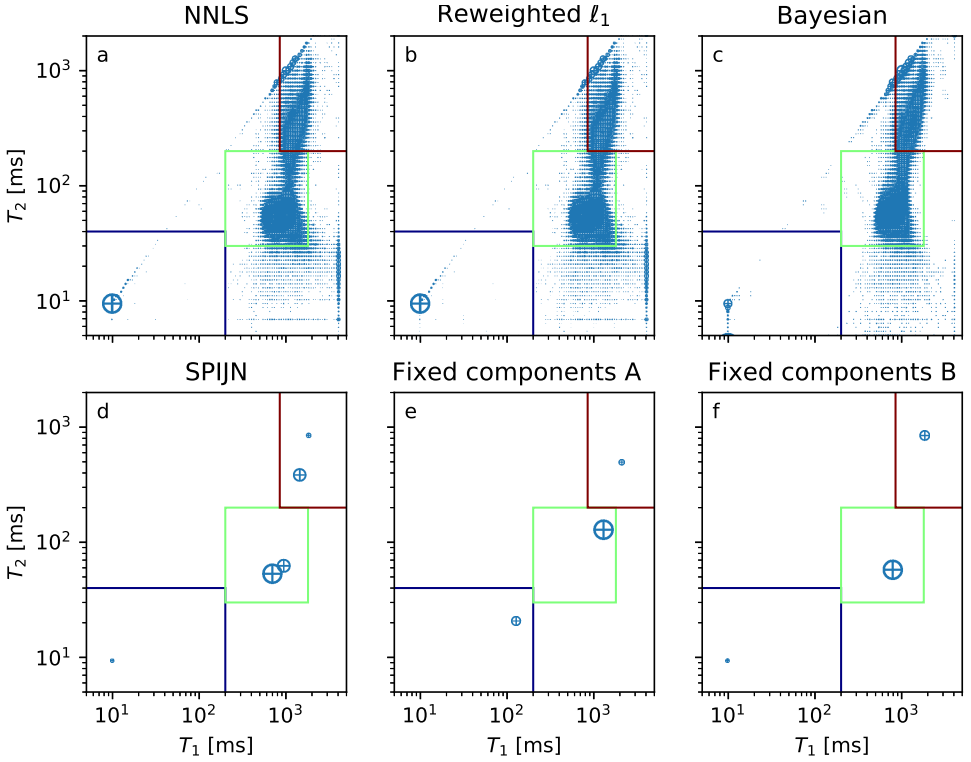 NNLS
Reweighted ℓ₁
Bayesian
a
b
c
10³
10²
10¹
T₂ [ms]
SPIJN
Fixed components A
Fixed components B
d
e
f
10³
10²
10¹
T₂ [ms]
10¹ 10² 10³
10¹ 10² 10³
10¹ 10² 10³
T₁ [ms]
T₁ [ms]
T₁ [ms]